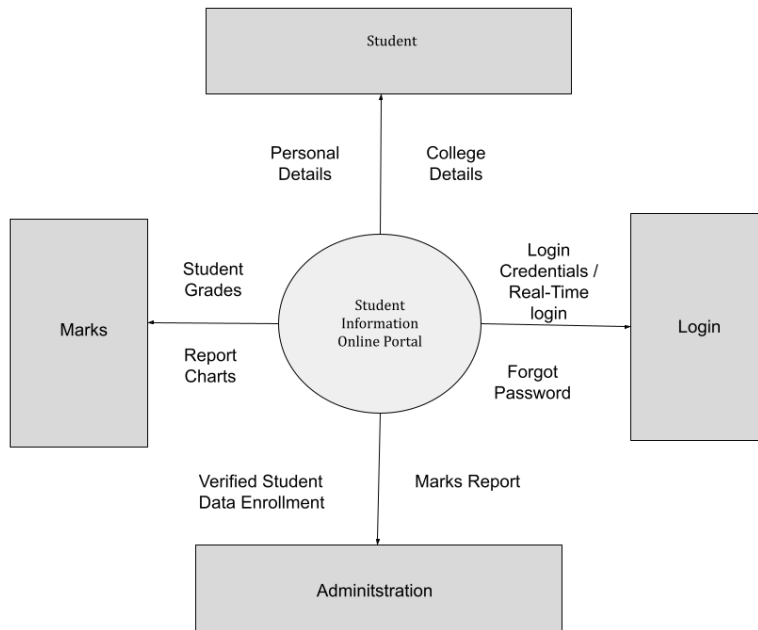 Student
Personal
Details
College
Details
Student
Grades
Login
Credentials /
Real-Time
login
Marks
Student
Information
Online Portal
Login
Report
Charts
Forgot
Password
Verified Student
Data Enrollment
Marks Report
Adminitstration